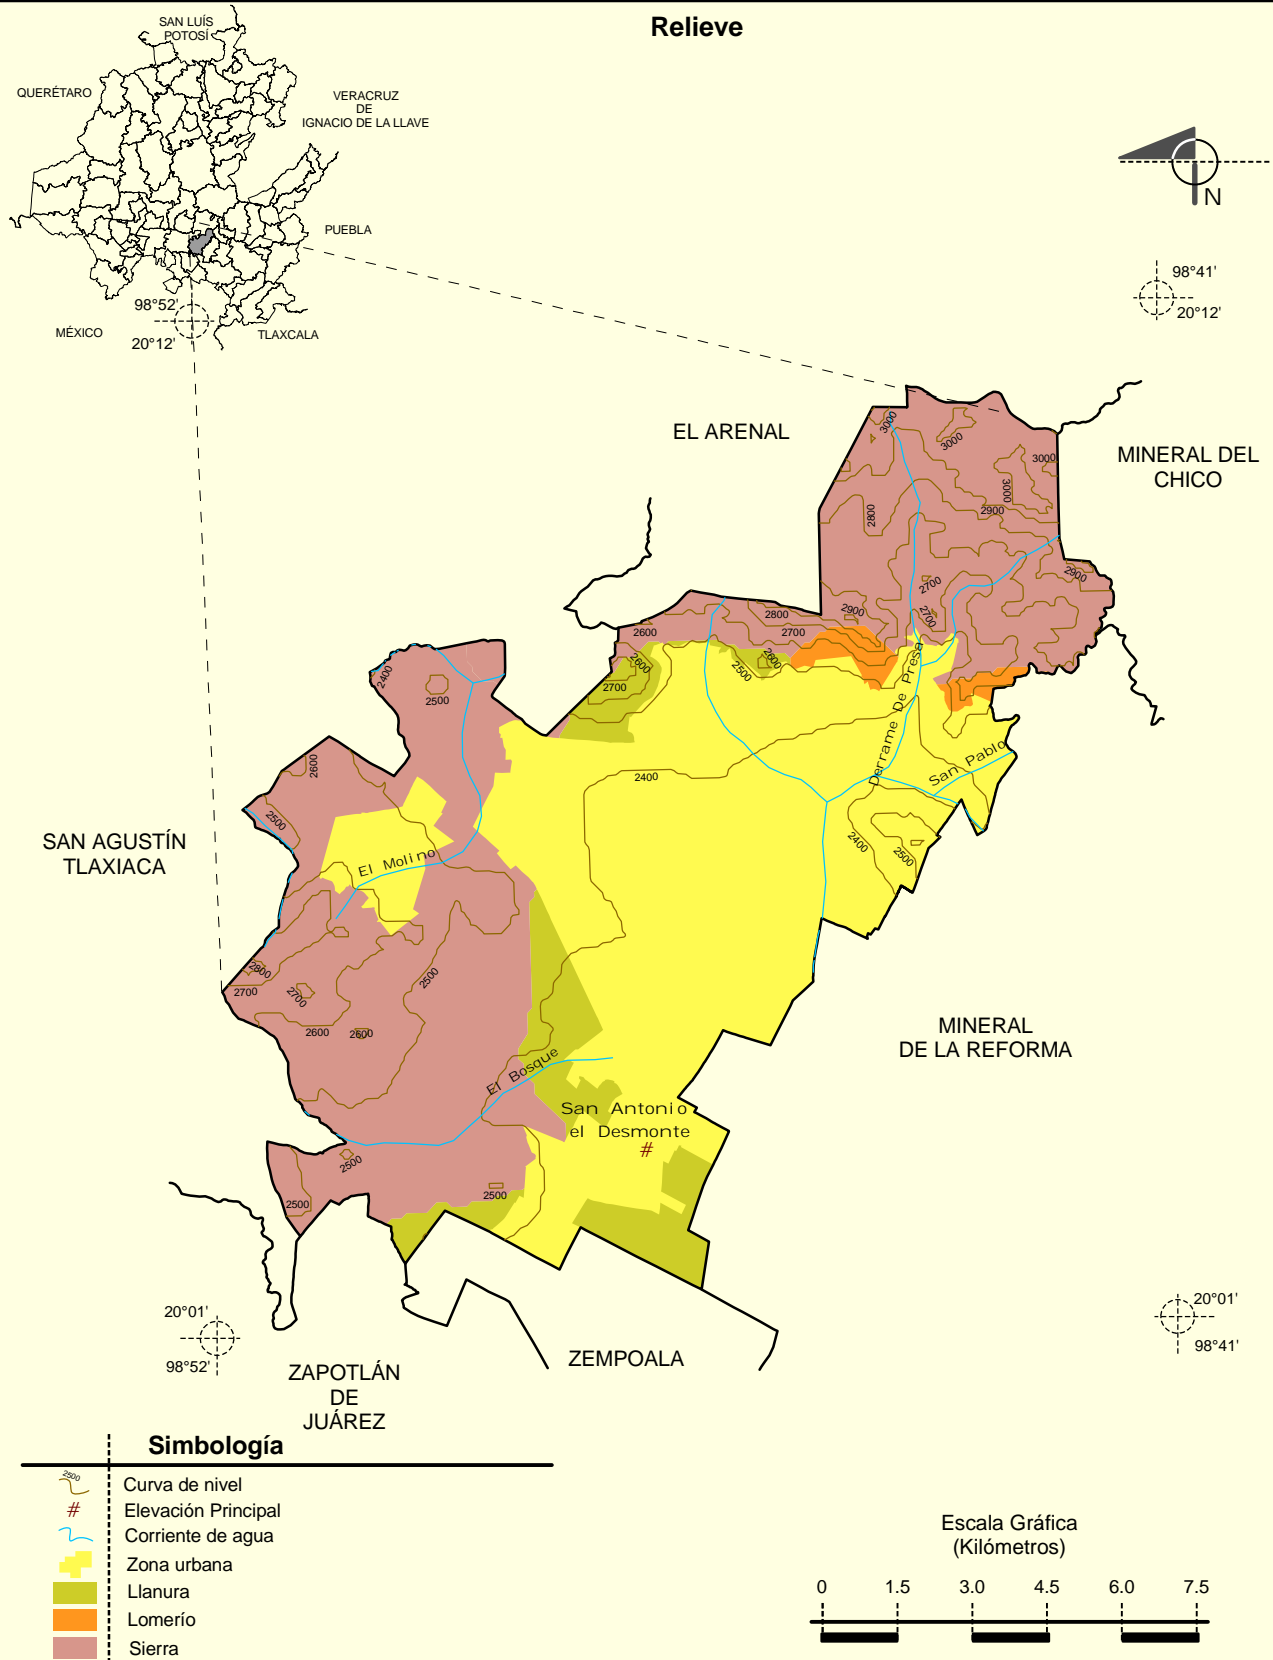 Relieve
SAN LUÍS
POTOSÍ
QUERÉTARO
VERACRUZ
DE
IGNACIO DE LA LLAVE
PUEBLA
98°52'
20°12'
MÉXICO
TLAXCALA
N
98°41'
20°12'
EL ARENAL
MINERAL DEL
CHICO
3000
3000
3000
3000
2900
2800
2900
2700
2700
2900
2800
2700
2600
2600
2700
2600
2500
2400
2500
2400
Derrame De Presa
San Pablo
2600
2500
2400
2500
SAN AGUSTÍN
TLAXIACA
El Molino
2800
2700
2700
2500
2600
2600
MINERAL
DE LA REFORMA
El Bosque
San Antonio
el Desmonte
#
2500
2500
2500
20°01'
98°52'
20°01'
98°41'
ZAPOTLÁN
DE
JUÁREZ
ZEMPOALA
Simbología
2500
Curva de nivel
# Elevación Principal
Corriente de agua
Zona urbana
Llanura
Lomerío
Sierra
Escala Gráfica
(Kilómetros)
0 1.5 3.0 4.5 6.0 7.5